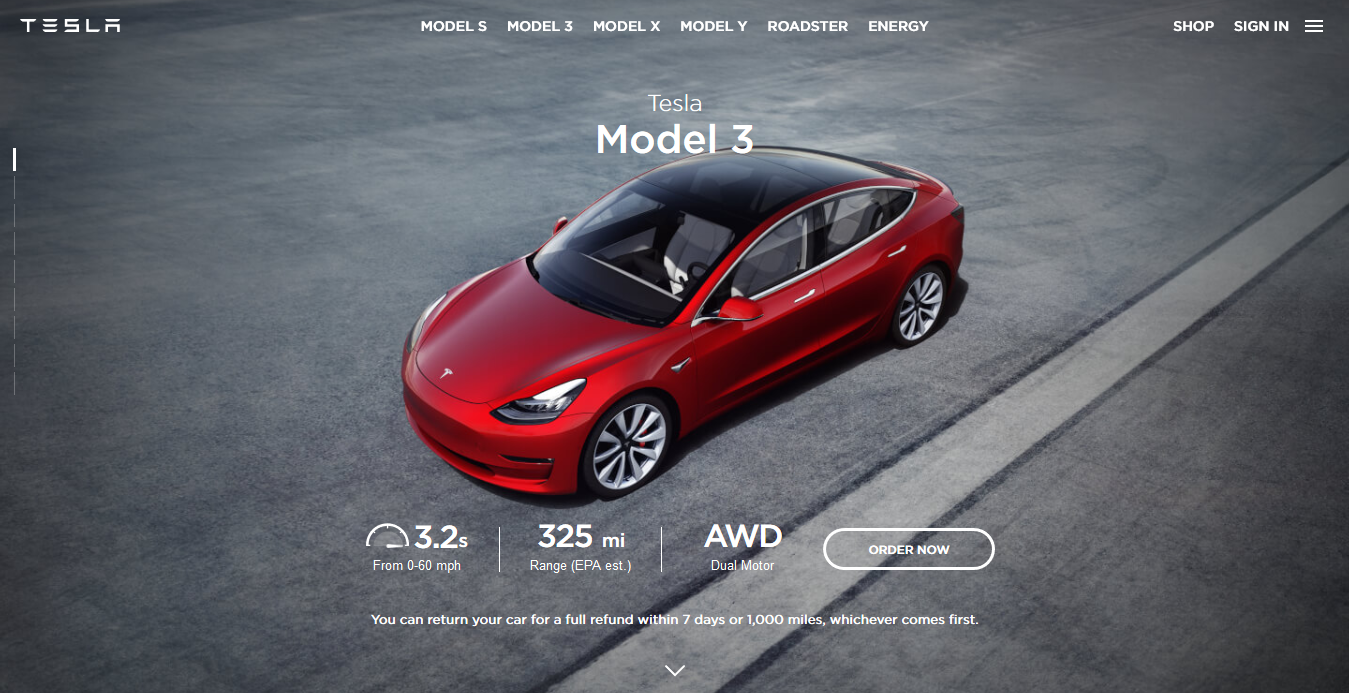 TESLA
MODEL S MODEL 3 MODEL X MODEL Y ROADSTER ENERGY
SHOP SIGN IN
Tesla
Model 3
3.2s
From 0-60 mph
325 mi
Range (EPA est.)
AWD
Dual Motor
ORDER NOW
You can return your car for a full refund within 7 days or 1,000 miles, whichever comes first.